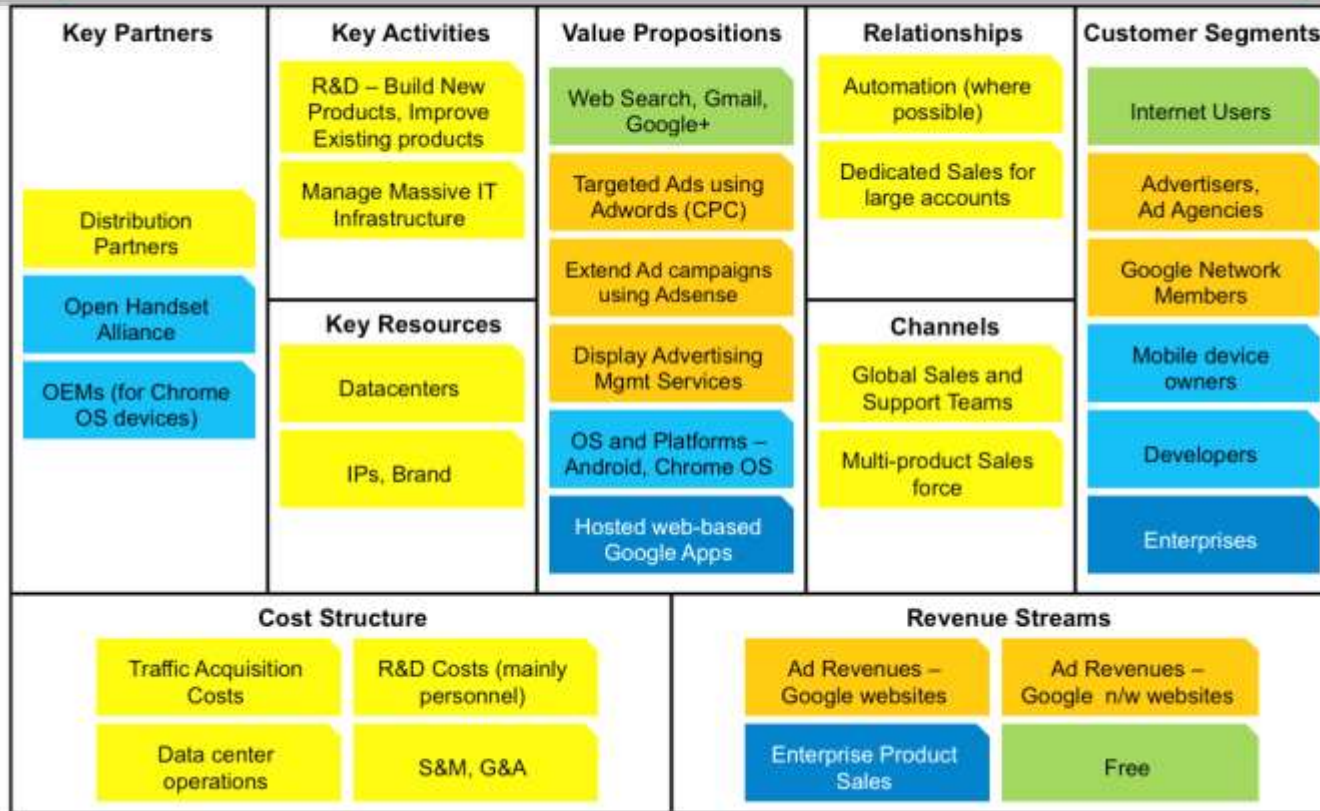 Key Partners
Distribution
Partners
Open Handset
Alliance
OEMs (for Chrome
OS devices)
Key Activities
R&D – Build New
Products, Improve
Existing products
Manage Massive IT
Infrastructure
Key Resources
Datacenters
IPs, Brand
Value Propositions
Web Search, Gmail,
Google+
Targeted Ads using
Adwords (CPC)
Extend Ad campaigns
using Adsense
Display Advertising
Mgmt Services
OS and Platforms –
Android, Chrome OS
Hosted web-based
Google Apps
Relationships
Automation (where
possible)
Dedicated Sales for
large accounts
Channels
Global Sales and
Support Teams
Multi-product Sales
force
Customer Segments
Internet Users
Advertisers,
Ad Agencies
Google Network
Members
Mobile device
owners
Developers
Enterprises
Cost Structure
Traffic Acquisition
Costs
R&D Costs (mainly
personnel)
Data center
operations
S&M, G&A
Revenue Streams
Ad Revenues –
Google websites
Ad Revenues –
Google n/w websites
Enterprise Product
Sales
Free